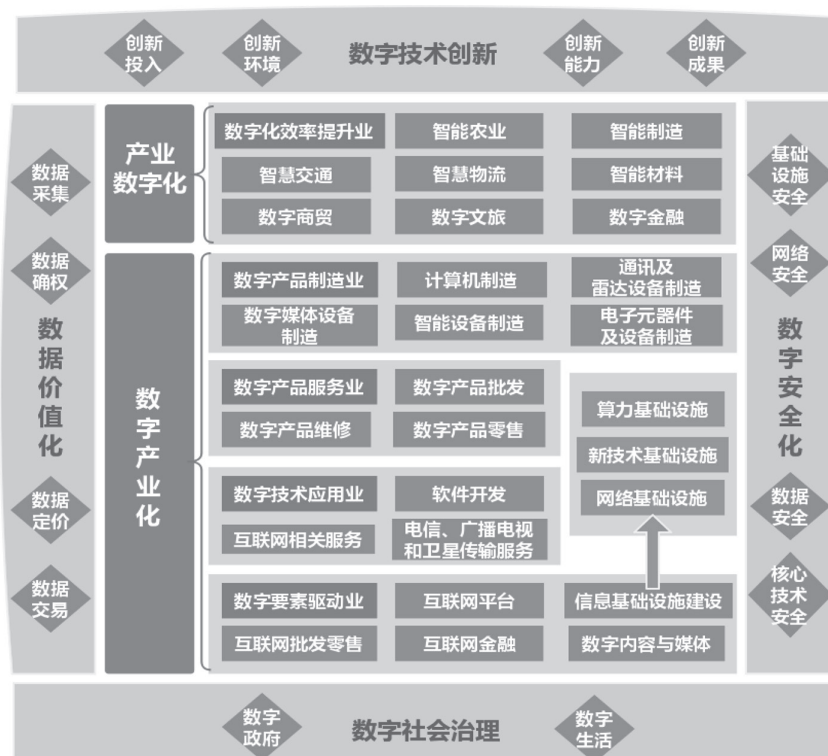 创新
投入
创新
环境
数字技术创新
创新
能力
创新
成果
数据
采集
数据
确权
数据价值化
数据
定价
数据
交易
产业
数字化
数字化效率提升业
智能农业
智能制造
智慧交通
智慧物流
智能材料
数字商贸
数字文旅
数字金融
数字产业化
数字产品制造业
计算机制造
通讯及
雷达设备制造
数字媒体设备
制造
智能设备制造
电子元器件
及设备制造
数字产品服务业
数字产品批发
数字产品维修
数字产品零售
算力基础设施
新技术基础设施
网络基础设施
数字技术应用业
软件开发
互联网相关服务
电信、广播电视
和卫星传输服务
数字要素驱动业
互联网平台
信息基础设施建设
互联网批发零售
互联网金融
数字内容与媒体
基础
设施
安全
网络
安全
数字安全化
数据
安全
核心
技术
安全
数字
政府
数字社会治理
数字
生活